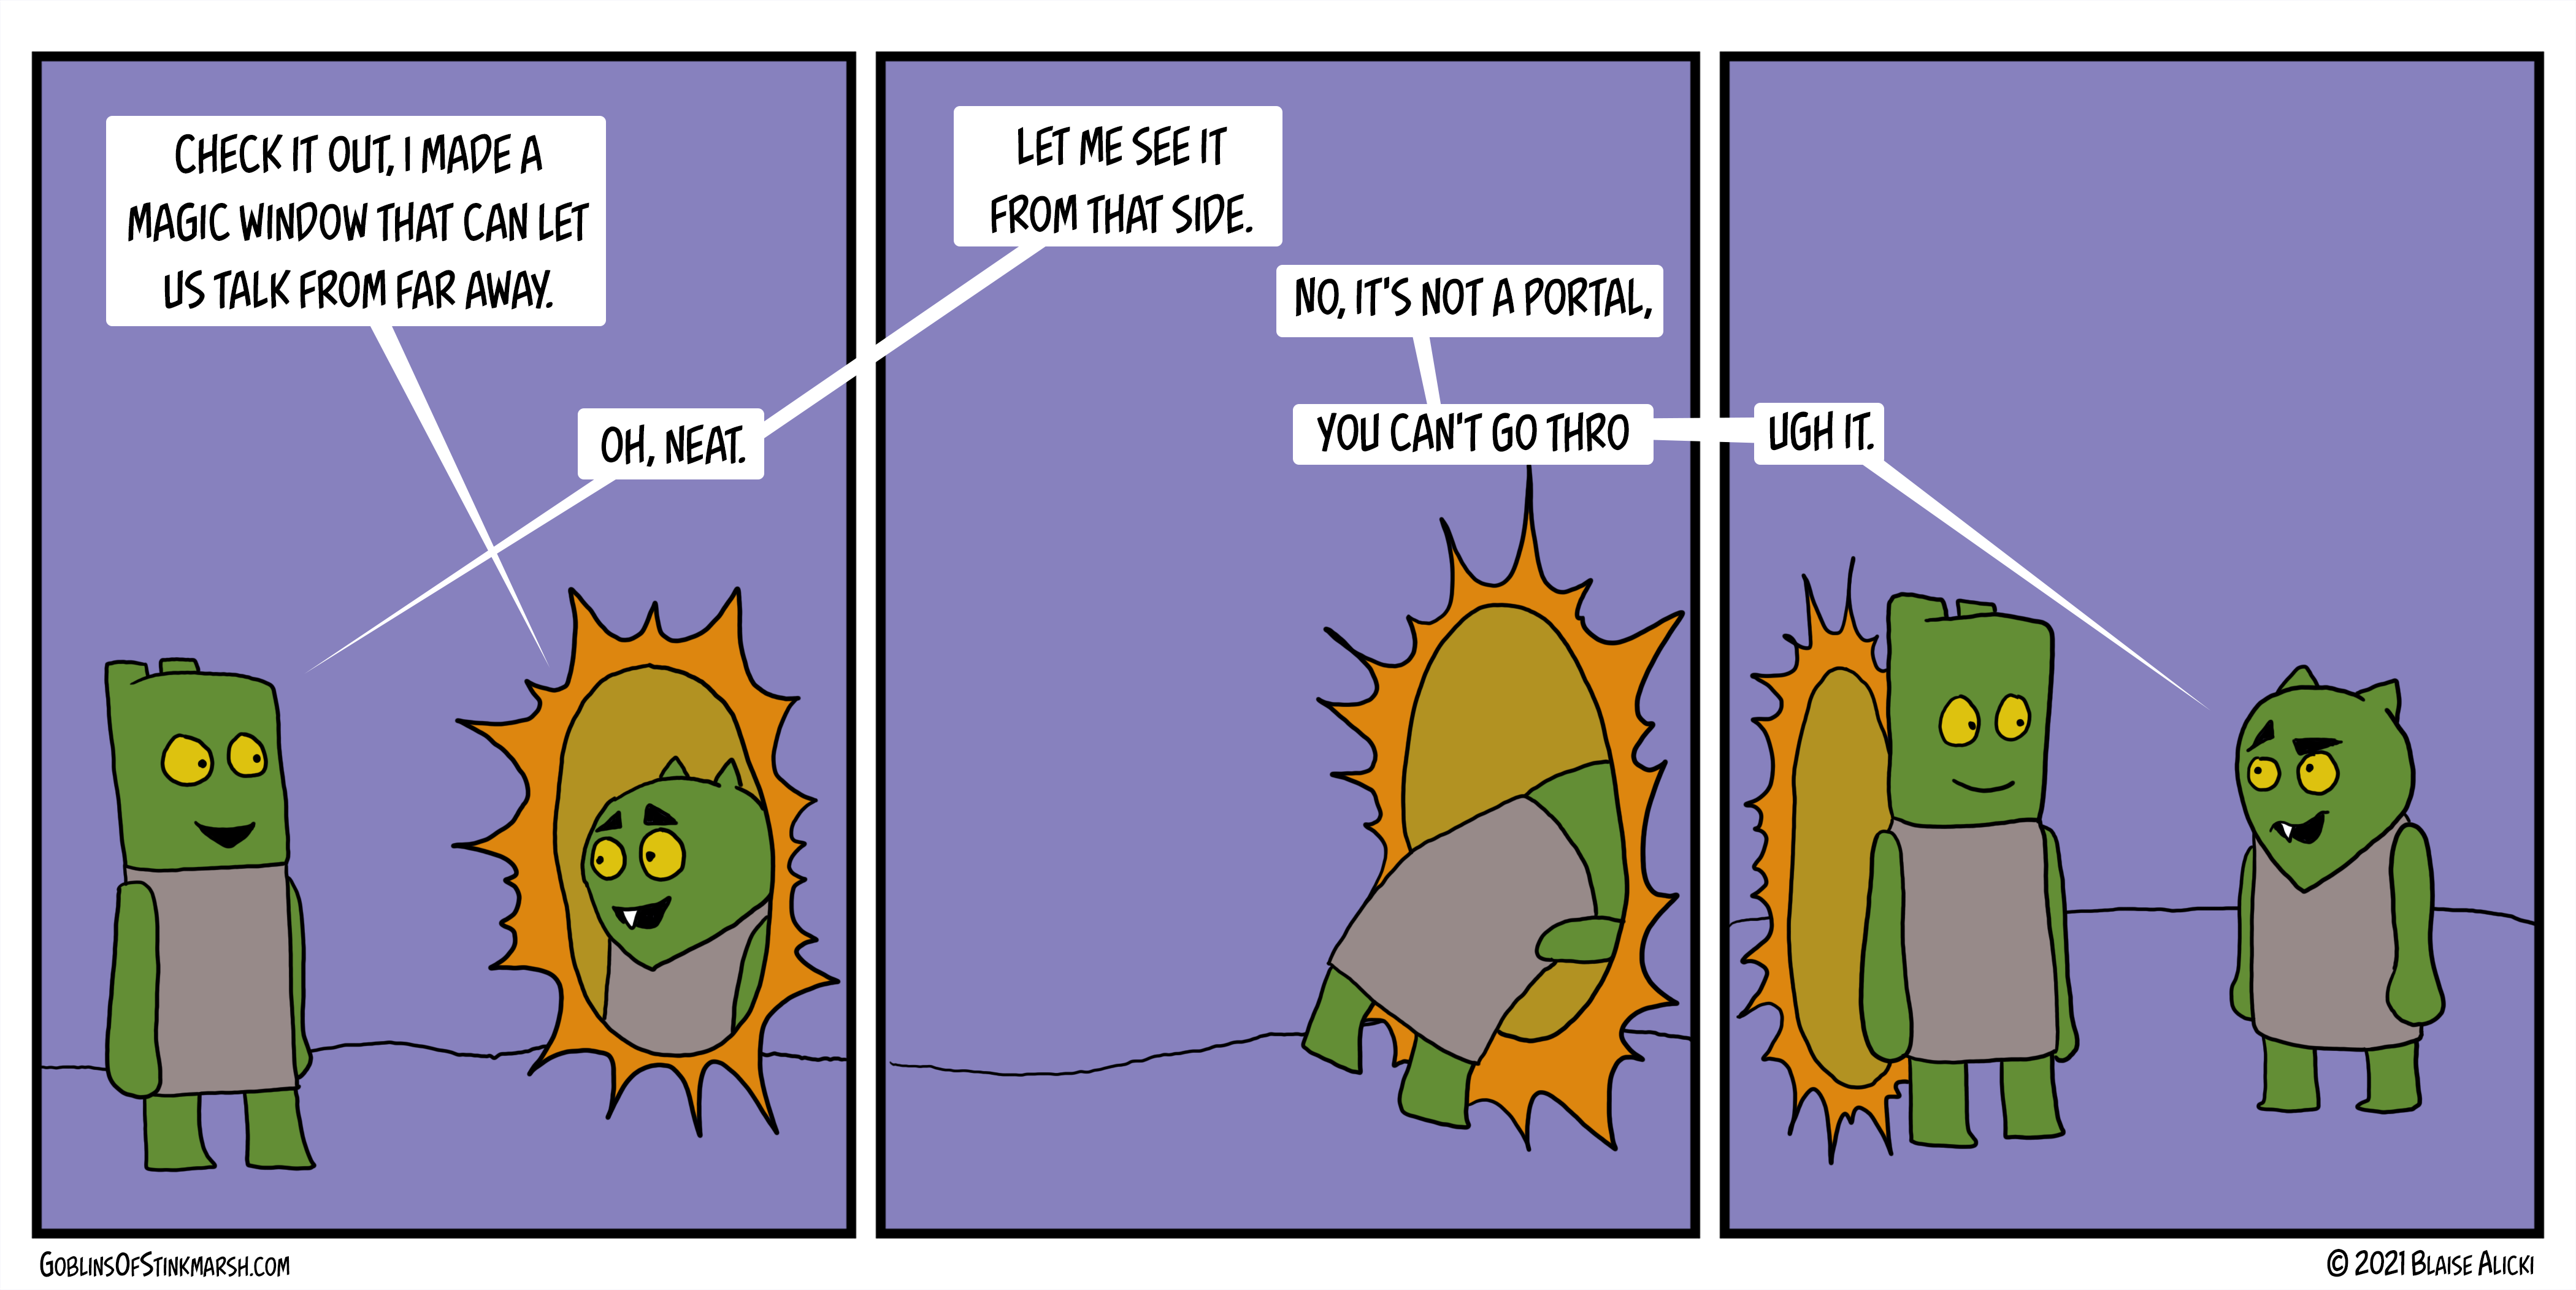 CHECK IT OUT, I MADE A
MAGIC WINDOW THAT CAN LET
US TALK FROM FAR AWAY.
OH, NEAT.
LET ME SEE IT
FROM THAT SIDE.
NO, IT'S NOT A PORTAL,
YOU CAN'T GO THRO
UGH IT.
GOBLINSOFSTINKMARSH.COM
© 2021 BLAISE ALICKI